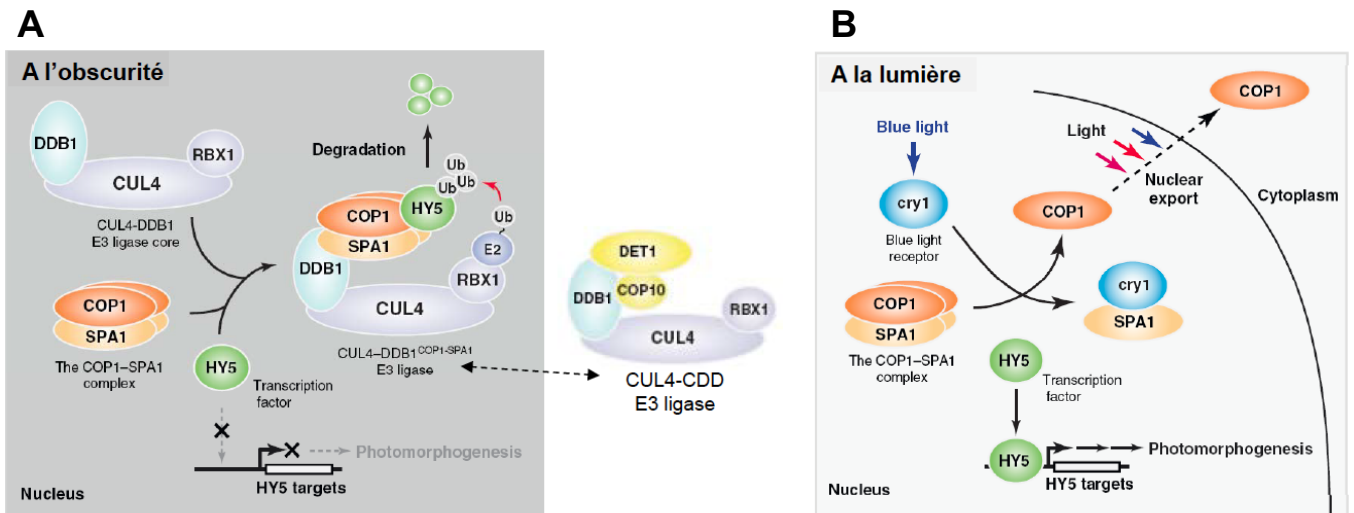 A
A l'obscurité
DDB1
RBX1
CUL4
CUL4-DDB1
E3 ligase core
COP1
SPA1
The COP1–SPA1
complex
HY5
Transcription
factor
Photomorphogenesis
HY5 targets
Nucleus
Degradation
Ub
Ub
Ub
Ub
COP1
HY5
SPA1
E2
DDB1
RBX1
CUL4
CUL4–DDB1COP1-SPA1
E3 ligase
DET1
DDB1
COP10
RBX1
CUL4
CUL4-CDD
E3 ligase
B
A la lumière
Blue light
cry1
Blue light
receptor
COP1
SPA1
The COP1–SPA1
complex
COP1
Light
Nuclear
export
COP1
Cytoplasm
cry1
SPA1
HY5
Transcription
factor
HY5
Photomorphogenesis
HY5 targets
Nucleus